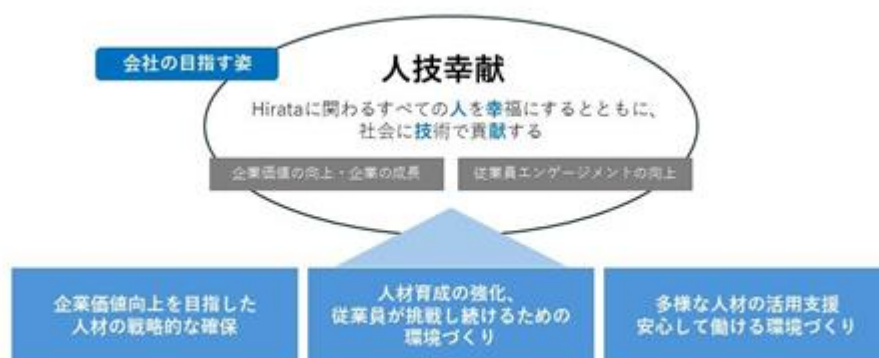 会社の目指す姿
人技幸献
Hirataに関わるすべての人を幸福にするとともに、
社会に技術で貢献する
企業価値の向上・企業の成長
従業員エンゲージメントの向上
企業価値向上を目指した
人材の戦略的な確保
人材育成の強化、
従業員が挑戦し続けるための
環境づくり
多様な人材の活用支援
安心して働ける環境づくり